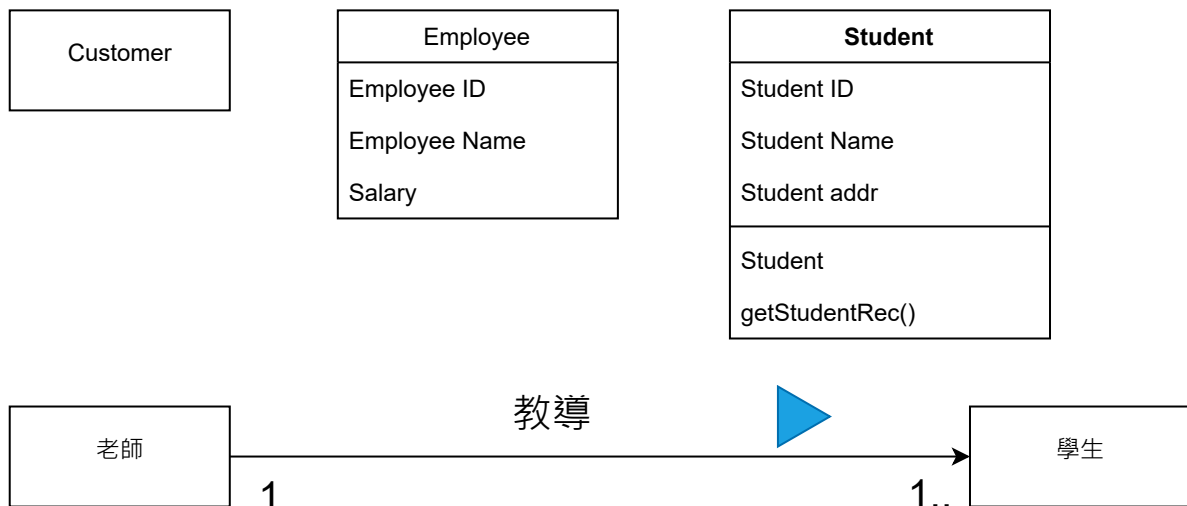 Customer
Employee
Employee ID
Employee Name
Salary
Student
Student ID
Student Name
Student addr
Student
getStudentRec()
教導
老師
學生
1
1..